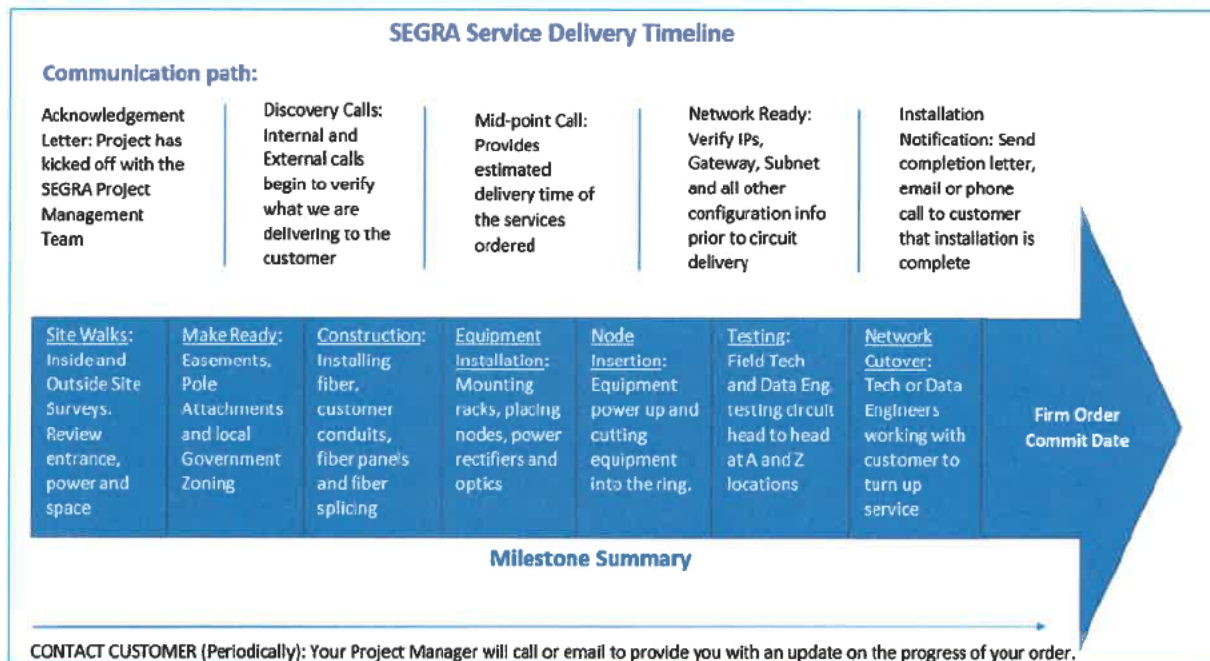 SEGRA Service Delivery Timeline
Communication path:
Acknowledgement
Letter: Project has
kicked off with the
SEGRA Project
Management
Team
Discovery Calls:
Internal and
External calls
begin to verify
what we are
delivering to the
customer
Mid-point Call:
Provides
estimated
delivery time of
the services
ordered
Network Ready:
Verify IPs,
Gateway, Subnet
and all other
configuration info
prior to circuit
delivery
Installation
Notification: Send
completion letter,
email or phone
call to customer
that installation is
complete
Site Walks:
Inside and
Outside Site
Surveys.
Review
entrance,
power and
space
Make Ready:
Easements,
Pole
Attachments
and local
Government
Zoning
Construction:
Installing
fiber,
customer
conduits,
fiber panels
and fiber
splicing
Equipment
Installation:
Mounting
racks, placing
nodes, power
rectifiers and
optics
Node
Insertion:
Equipment
power up and
cutting
equipment
into the ring.
Testing:
Field Tech
and Data Eng.
testing circuit
head to head
at A and Z
locations
Network
Cutover:
Tech or Data
Engineers
working with
customer to
turn up
service
Firm Order
Commit Date
Milestone Summary
CONTACT CUSTOMER (Periodically): Your Project Manager will call or email to provide you with an update on the progress of your order.